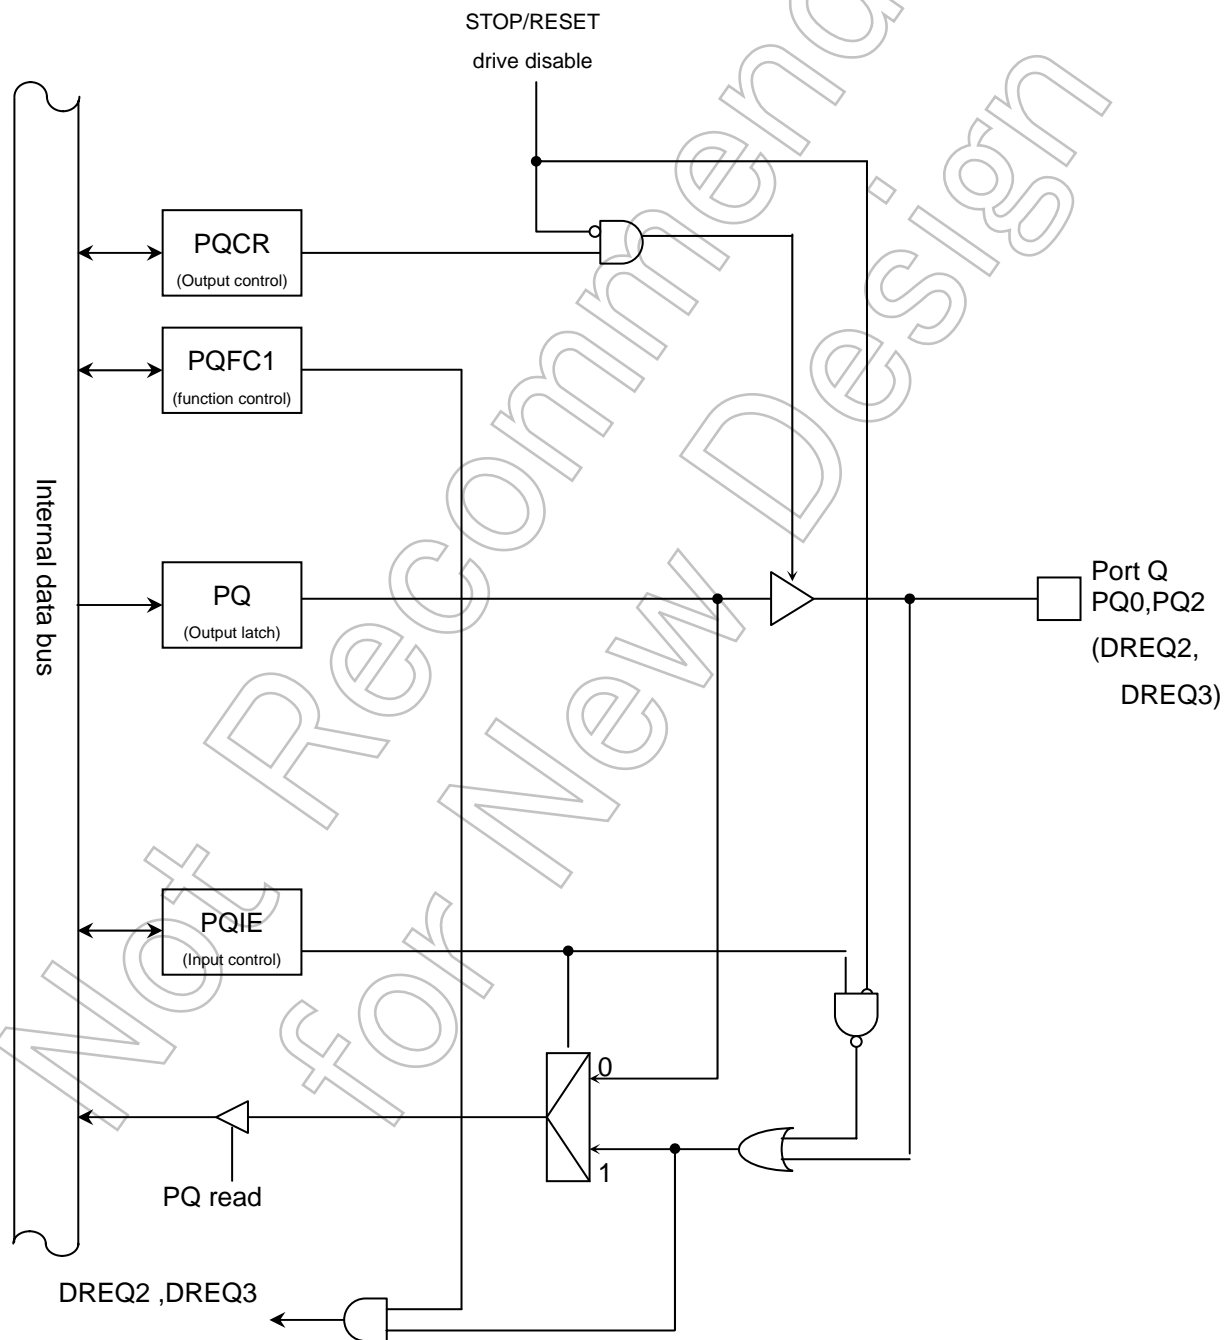 STOP/RESET
drive disable
PQCR
(Output control)
PQFC1
(function control)
Internal data bus
PQ
(Output latch)
Port Q
PQ0,PQ2
(DREQ2,
DREQ3)
PQIE
(Input control)
0
1
PQ read
DREQ2 ,DREQ3
Not Recommend
for New Design